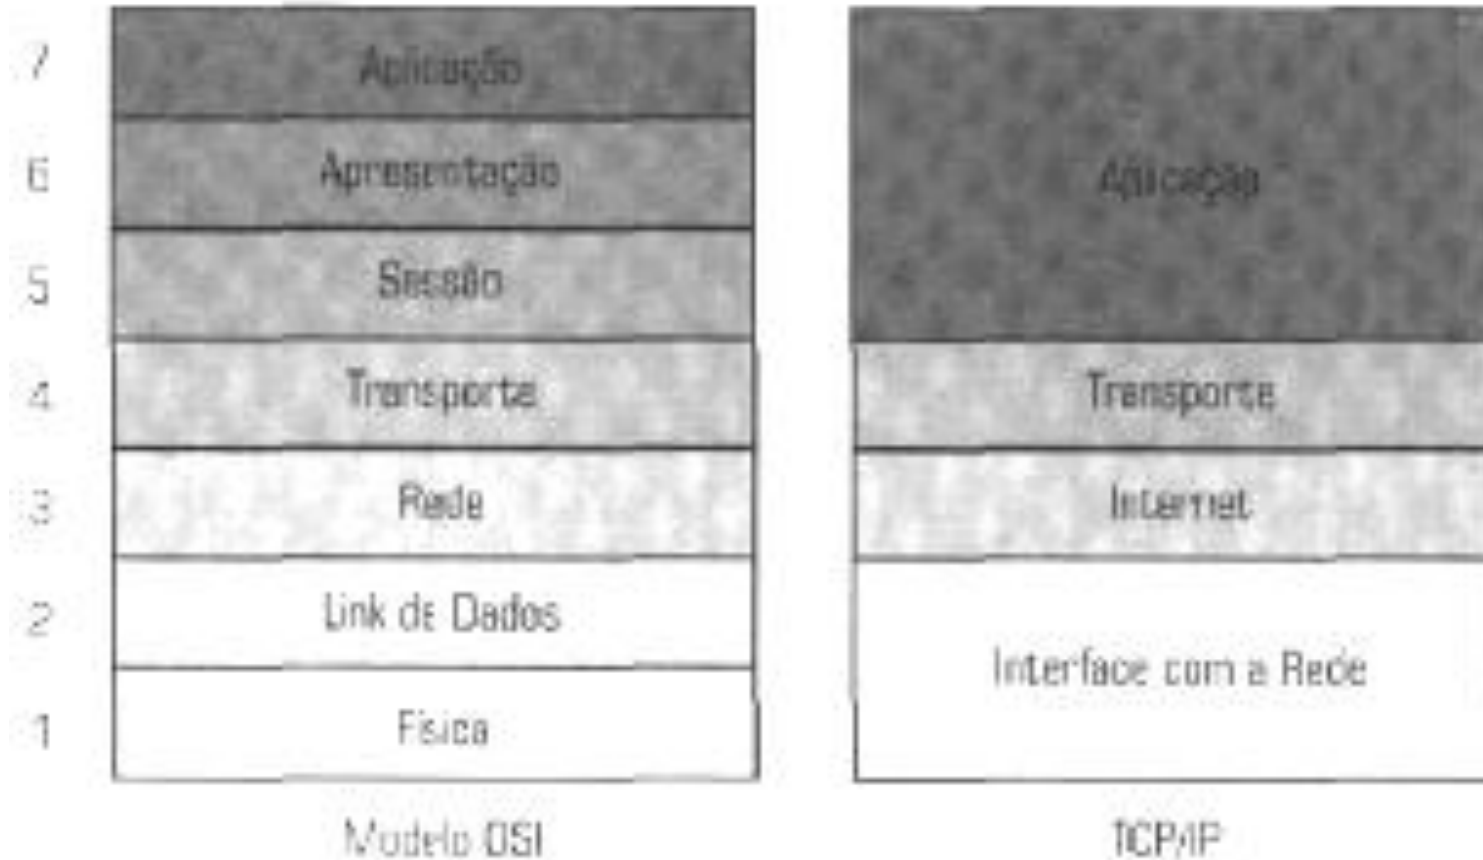 7
Aplicação
6
Apresentação
5
Sessão
4
Transporte
3
Rede
2
Link de Dados
1
Física
Modelo OSI
Aplicação
Transporte
Internet
Interface com a Rede
TCP/IP